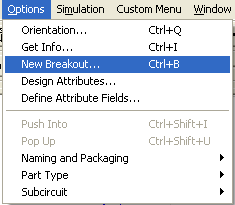 Options Simulation Custom Menu Window
Orientation... Ctrl+Q
Get Info... Ctrl+I
New Breakout... Ctrl+B
Design Attributes...
Define Attribute Fields...
Push Into Ctrl+Shift+I
Pop Up Ctrl+Shift+U
Naming and Packaging
Part Type
Subcircuit